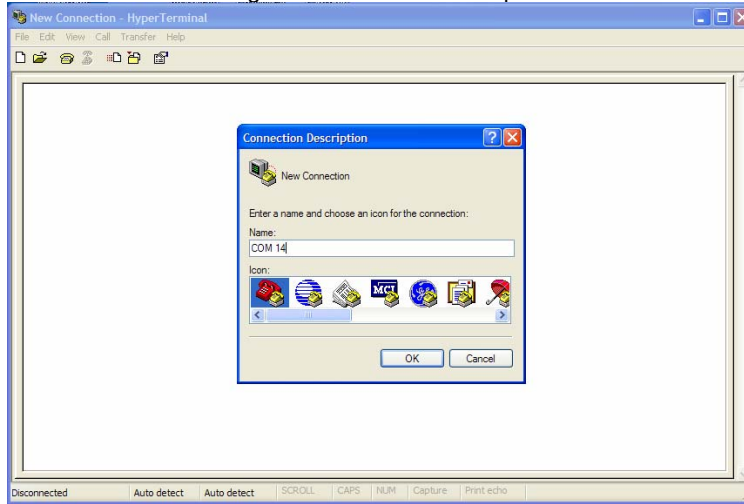 New Connection - HyperTerminal
File Edit View Call Transfer Help
Connection Description
New Connection
Enter a name and choose an icon for the connection:
Name:
COM 14
Icon:
MCI
OK Cancel
Disconnected Auto detect Auto detect SCROLL CAPS NUM Capture Print echo